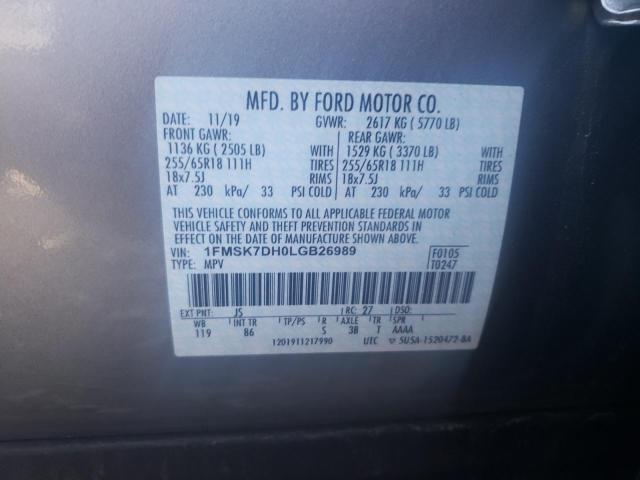 MFD. BY FORD MOTOR CO.
DATE: 11/19 GVWR: 2617 KG ( 5770 LB)
FRONT GAWR: REAR GAWR:
1136 KG ( 2505 LB) WITH 1529 KG ( 3370 LB) WITH
255/65R18 111H TIRES 255/65R18 111H TIRES
18x7.5J RIMS 18x7.5J RIMS
AT 230 kPa/ 33 PSI COLD AT 230 kPa/ 33 PSI COLD
THIS VEHICLE CONFORMS TO ALL APPLICABLE FEDERAL MOTOR
VEHICLE SAFETY AND BUMPER AND THEFT PREVENTION STANDARDS IN
EFFECT ON THE DATE OF MANUFACTURE SHOWN ABOVE.
VIN: 1FMSK7DH0LGB26989 F0105
TYPE: MPV T0247
EXT PNT: JS RC: 27 DSO:
WB INT TR TP/PS R AXLE TR SPR
119 86 S 3B T AAAA
1201911217990 UTC 5U5A-1520472-BA